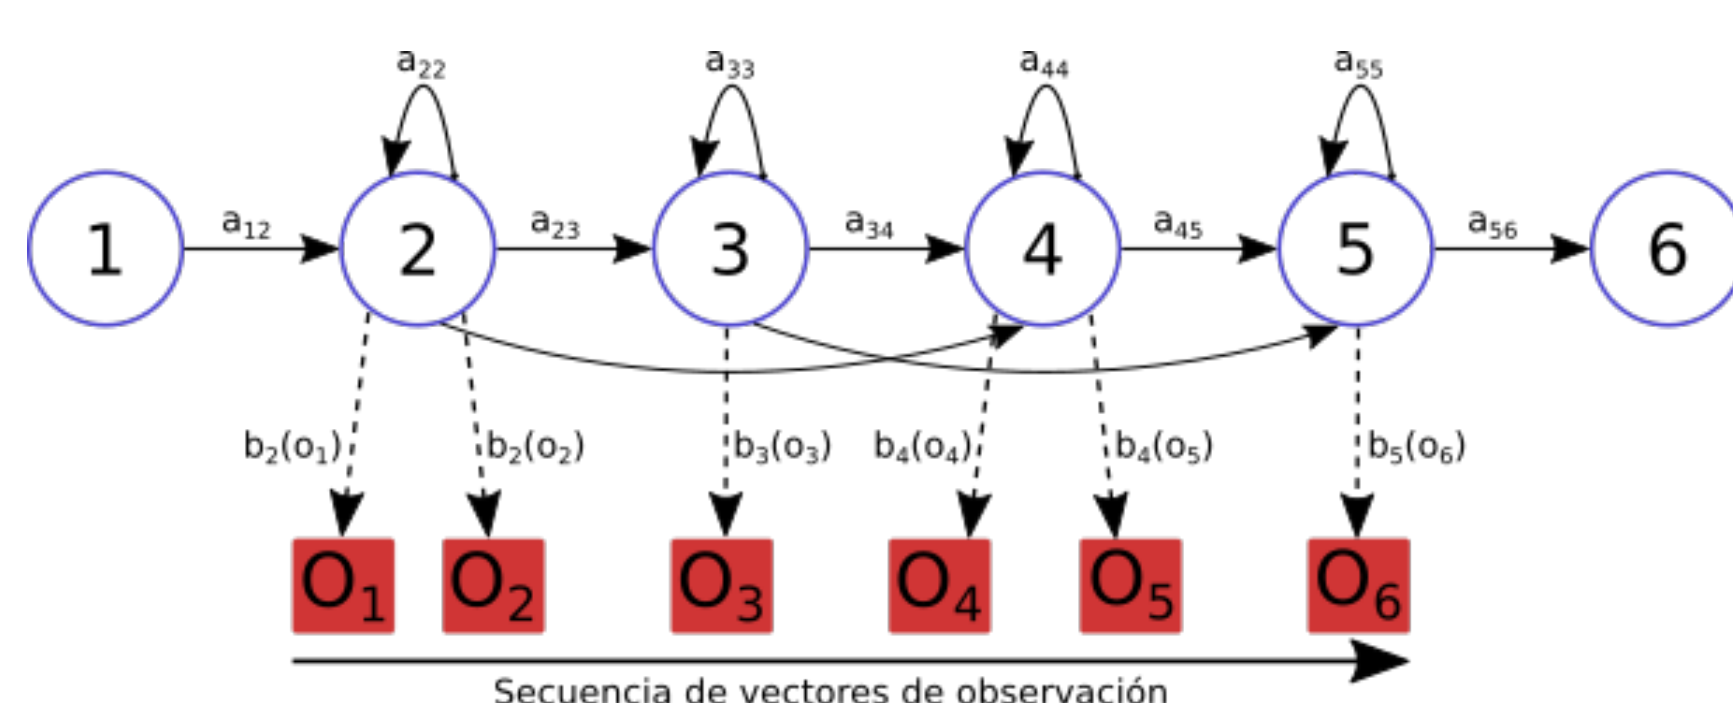 a22 a33 a44 a55
1 a12 2 a23 3 a34 4 a45 5 a56 6
b2(o1) b2(o2) b3(o3) b4(o4) b4(o5) b5(o6)
O1 O2 O3 O4 O5 O6
Secuencia de vectores de observación